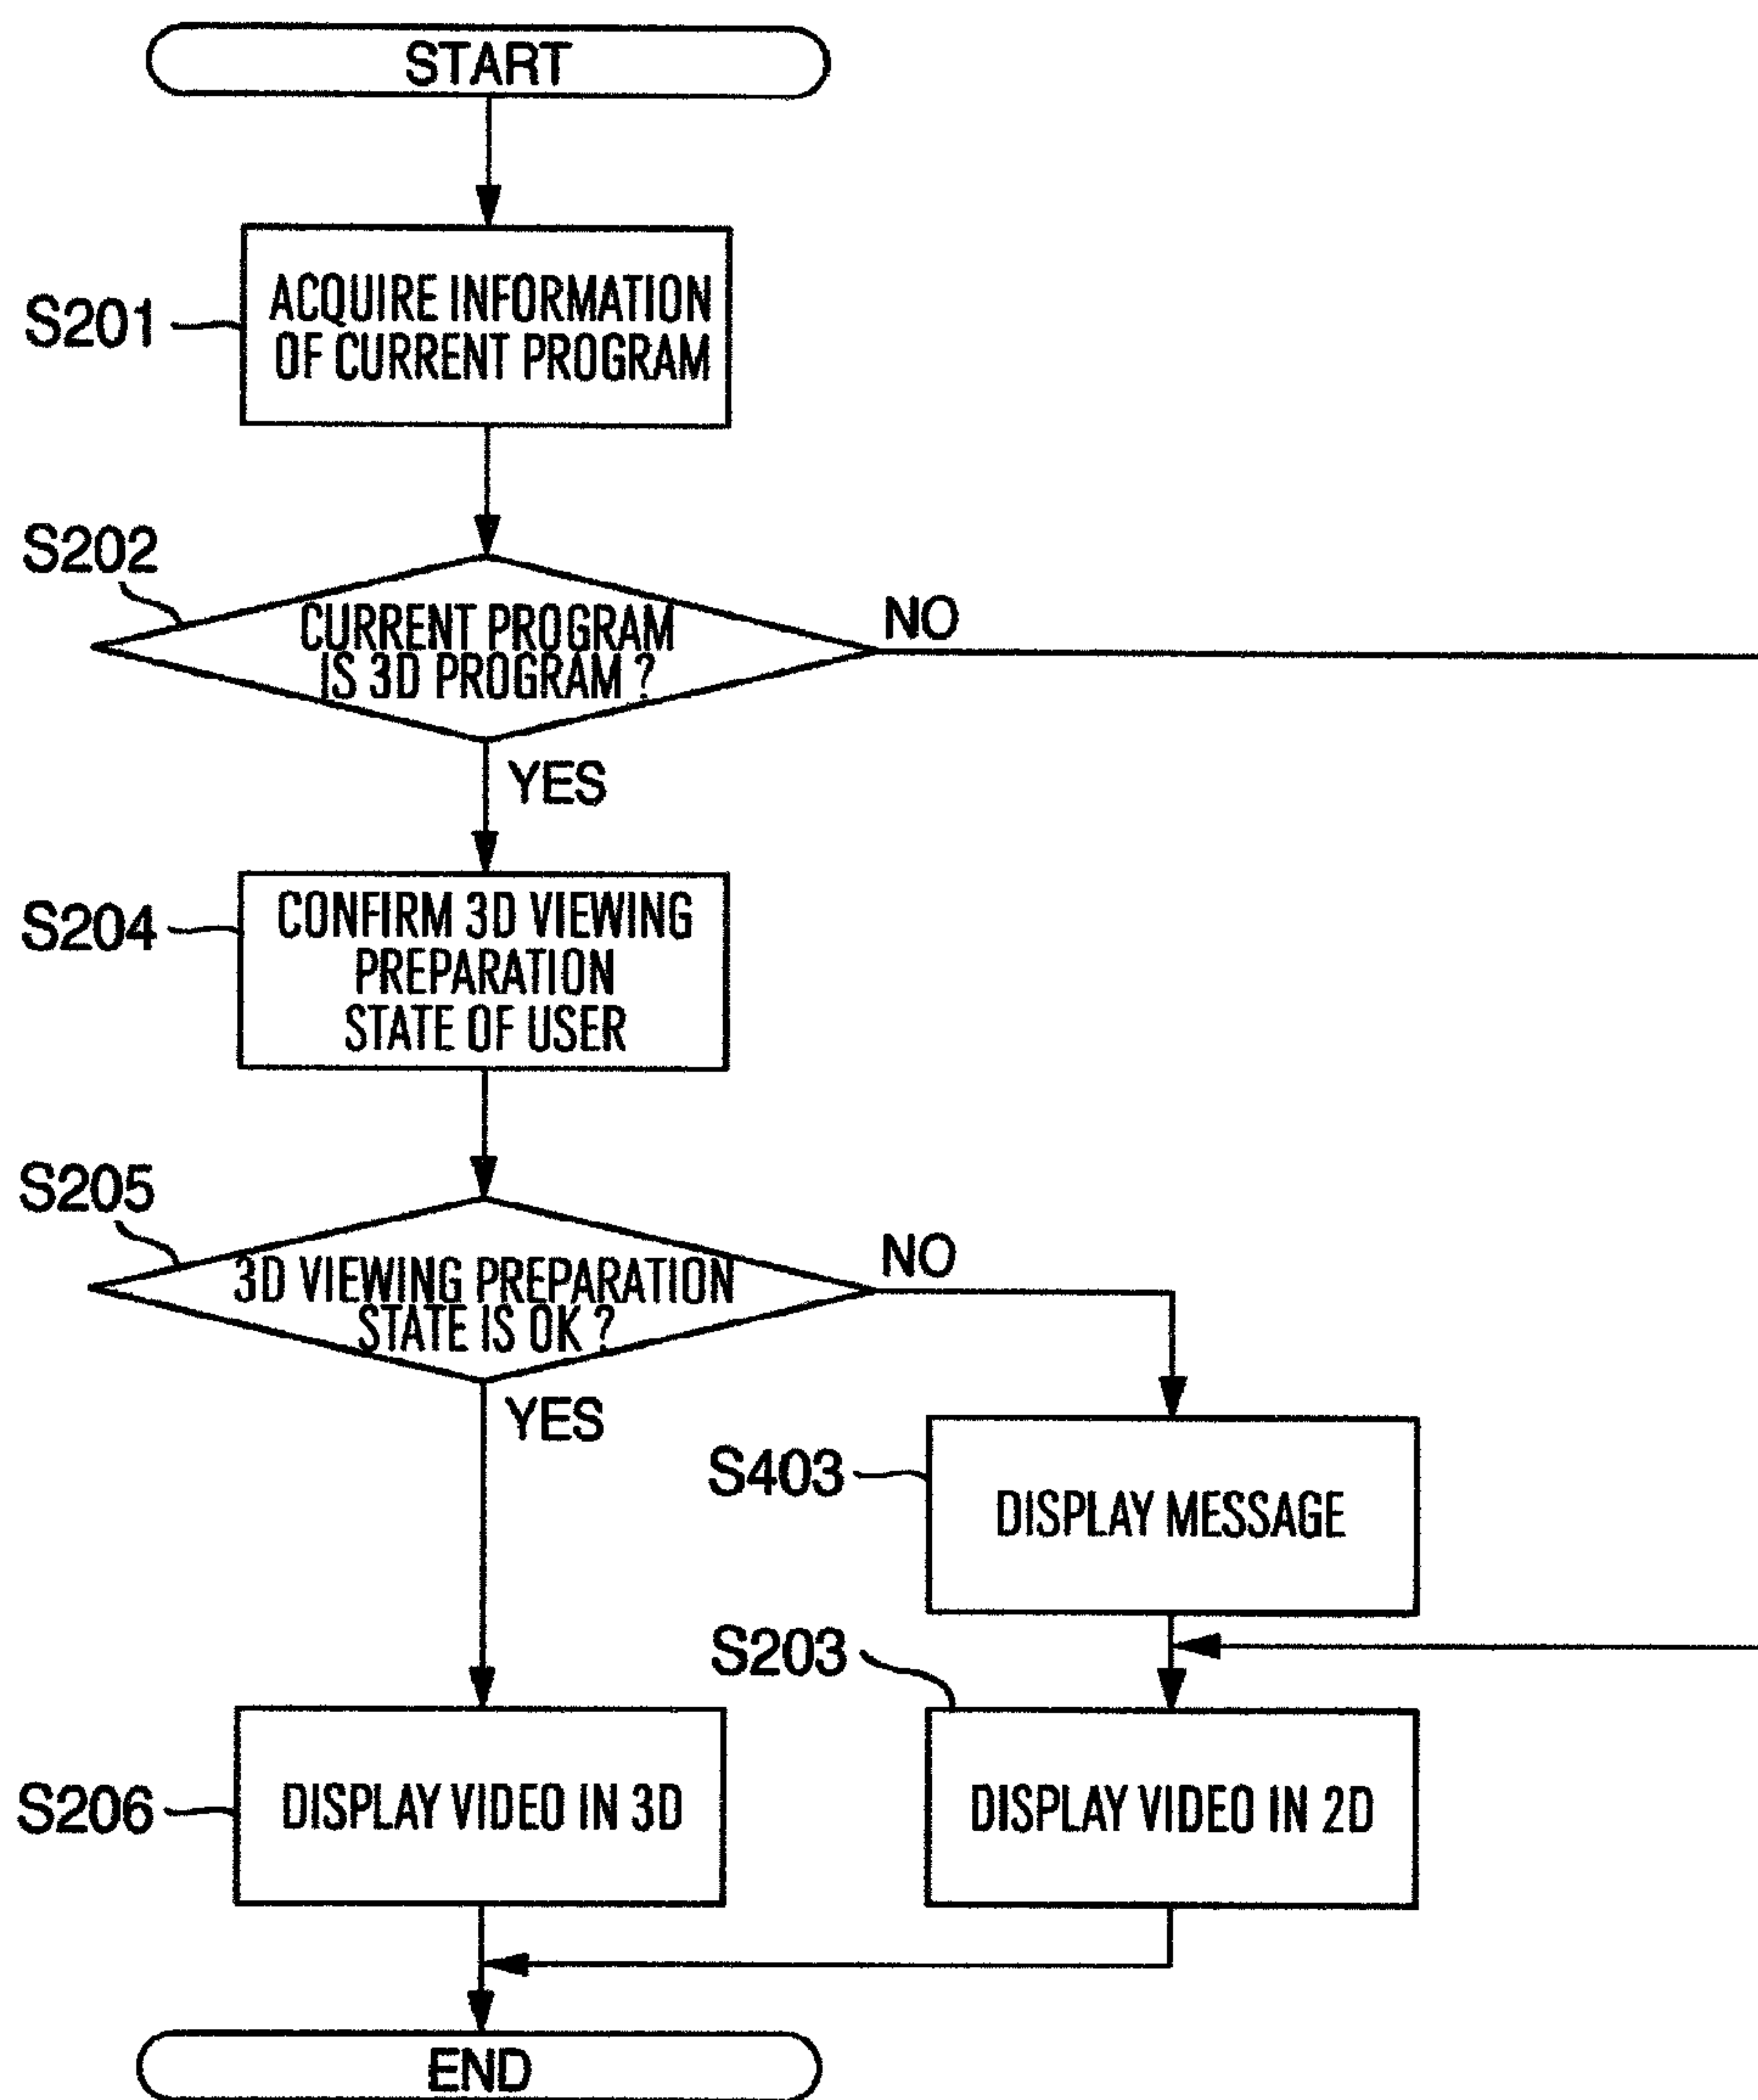 START
S201
ACQUIRE INFORMATION
OF CURRENT PROGRAM
S202
CURRENT PROGRAM
IS 3D PROGRAM ?
NO
YES
S204
CONFIRM 3D VIEWING
PREPARATION
STATE OF USER
S205
3D VIEWING PREPARATION
STATE IS OK ?
NO
YES
S403
DISPLAY MESSAGE
S203
S206
DISPLAY VIDEO IN 3D
DISPLAY VIDEO IN 2D
END